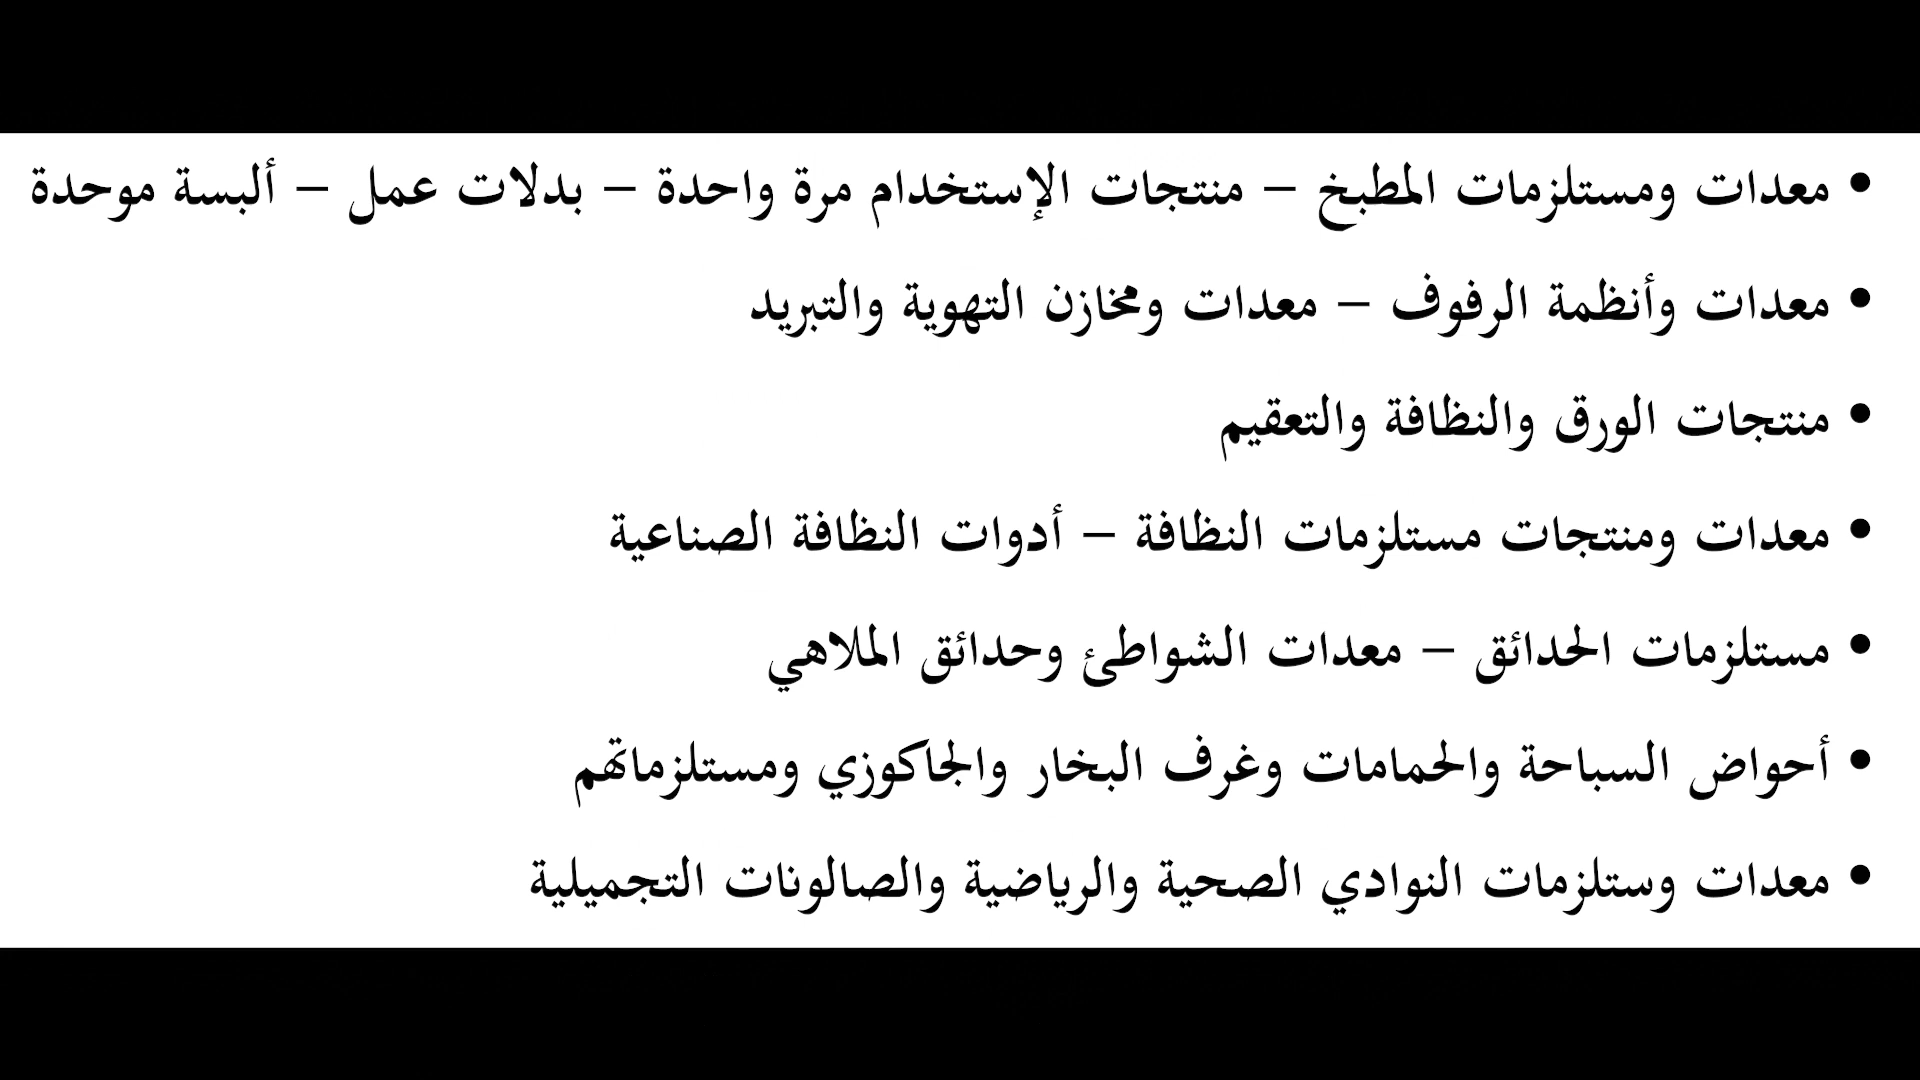 • معدات ومستلزمات المطبخ – منتجات الإستخدام مرة واحدة – بدلات عمل – ألبسة موحدة
• معدات وأنظمة الرفوف – معدات ومخازن التهوية والتبريد
• منتجات الورق والنظافة والتعقيم
• معدات ومنتجات مستلزمات النظافة – أدوات النظافة الصناعية
• مستلزمات الحدائق – معدات الشواطئ وحدائق الملاهي
• أحواض السباحة والحمامات وغرف البخار والجاكوزي ومستلزماتهم
• معدات وستلزمات النوادي الصحية والرياضية والصالونات التجميلية